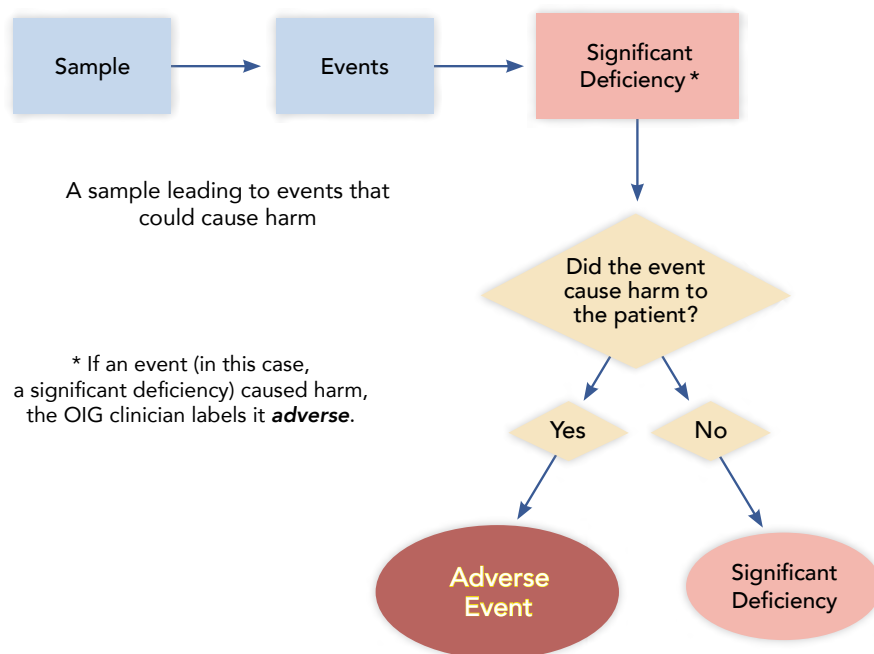 Sample
Events
Significant
Deficiency *
A sample leading to events that
could cause harm
Did the event
cause harm to
the patient?
* If an event (in this case,
a significant deficiency) caused harm,
the OIG clinician labels it adverse.
Yes
No
Adverse
Event
Significant
Deficiency